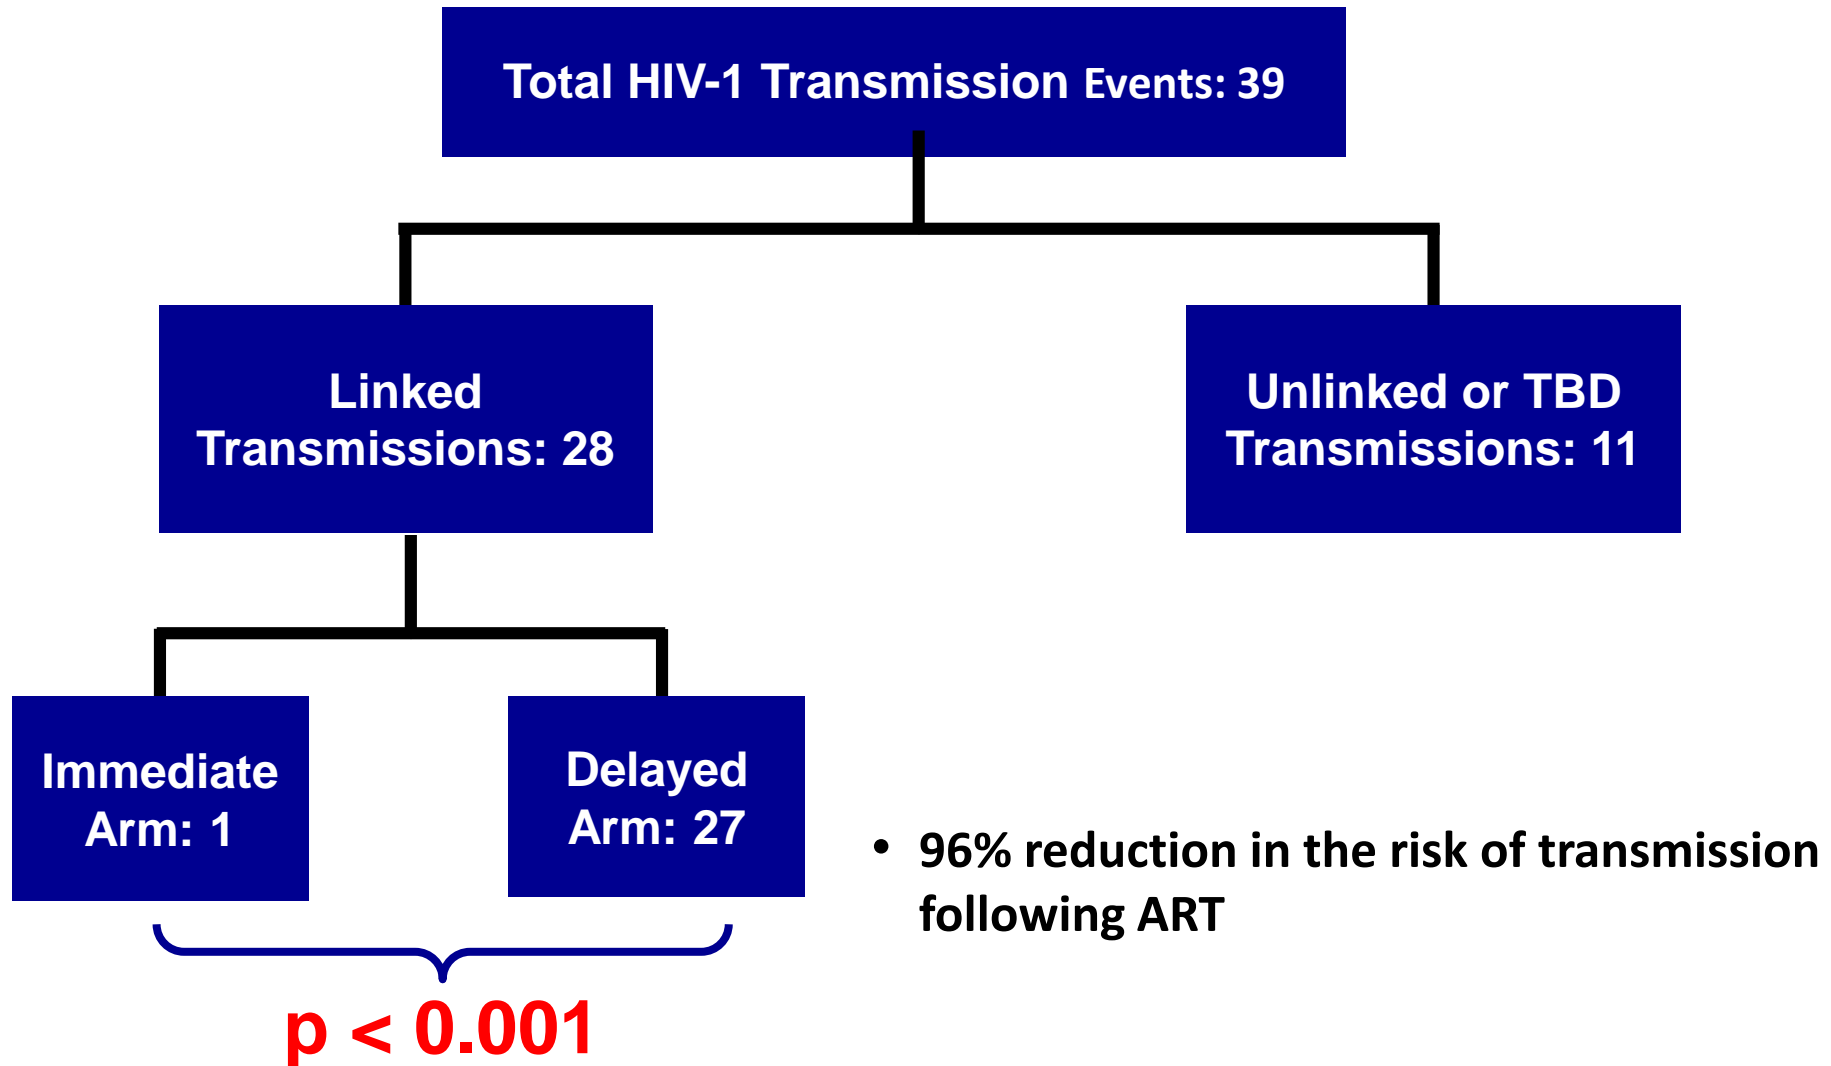 Total HIV-1 Transmission Events: 39
Linked
Transmissions: 28
Unlinked or TBD
Transmissions: 11
Immediate
Arm: 1
Delayed
Arm: 27
• 96% reduction in the risk of transmission
following ART
p < 0.001